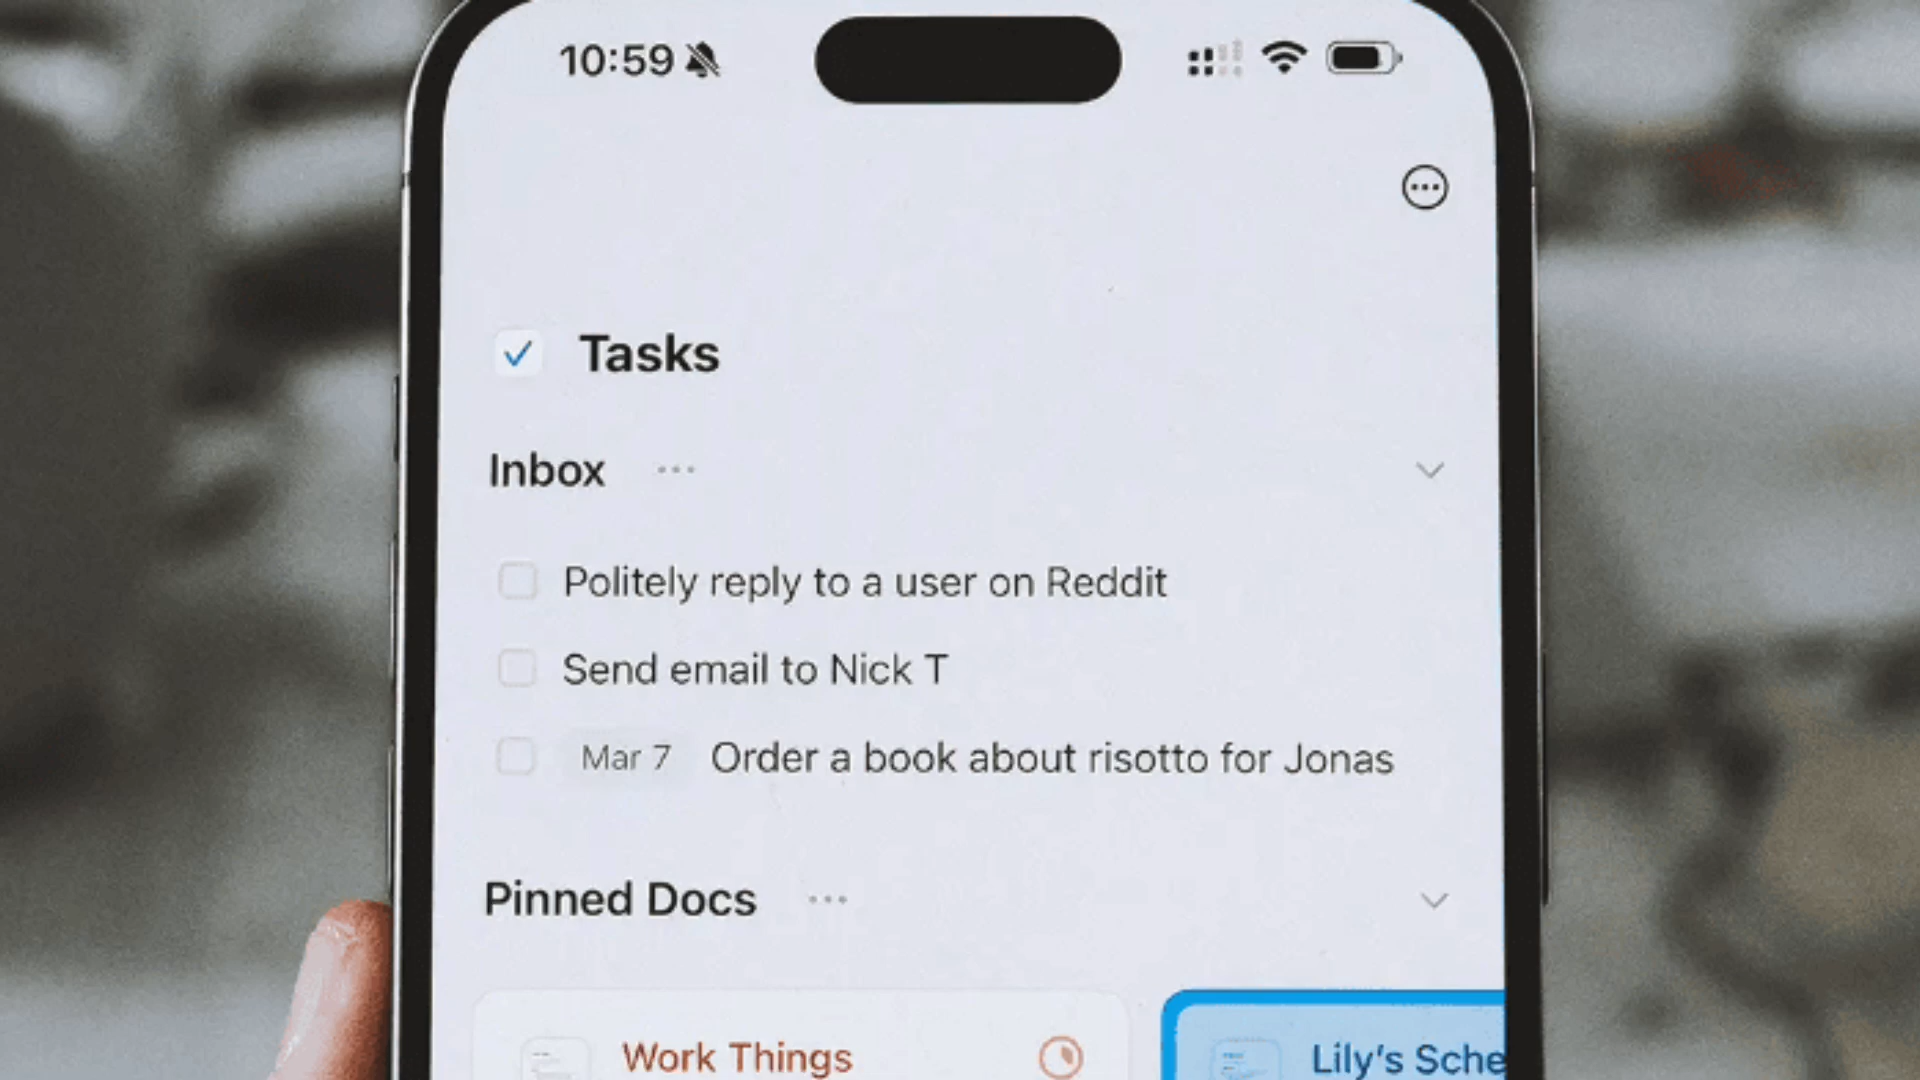 10:59
Tasks
Inbox
Politely reply to a user on Reddit
Send email to Nick T
Mar 7 Order a book about risotto for Jonas
Pinned Docs
Work Things
Lily's Sche